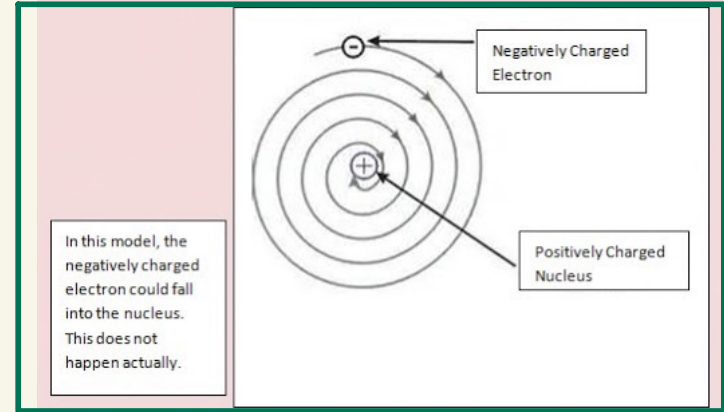 -
Negatively Charged
Electron
+
Positively Charged
Nucleus
In this model, the
negatively charged
electron could fall
into the nucleus.
This does not
happen actually.